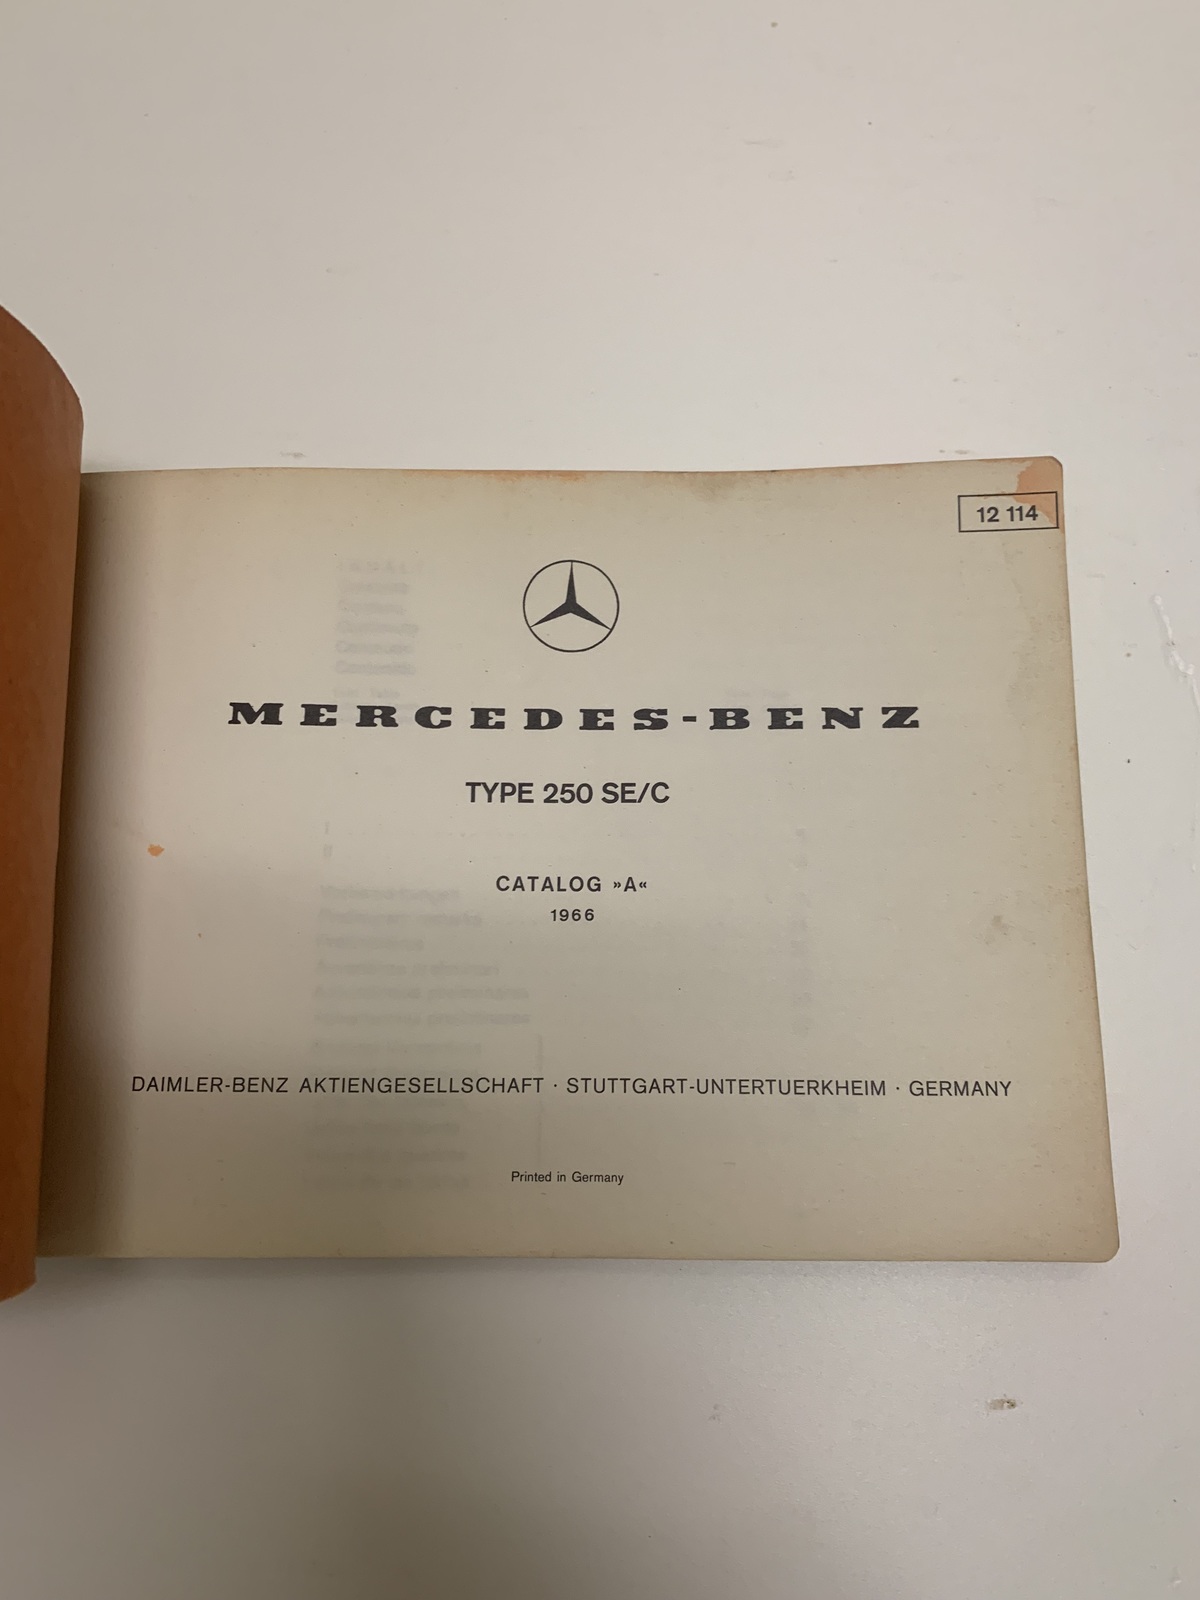 12 114
MERCEDES-BENZ
TYPE 250 SE/C
CATALOG »A«
1966
DAIMLER-BENZ AKTIENGESELLSCHAFT · STUTTGART-UNTERTUERKHEIM · GERMANY
Printed in Germany